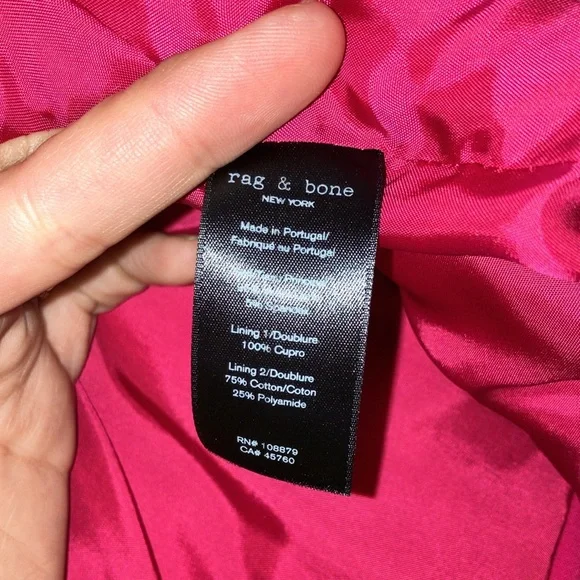 rag & bone
NEW YORK
Made in Portugal/
Fabriqué au Portugal
Lining 1/Doublure
100% Cupro
Lining 2/Doublure
75% Cotton/Coton
25% Polyamide
RN# 108879
CA# 45760